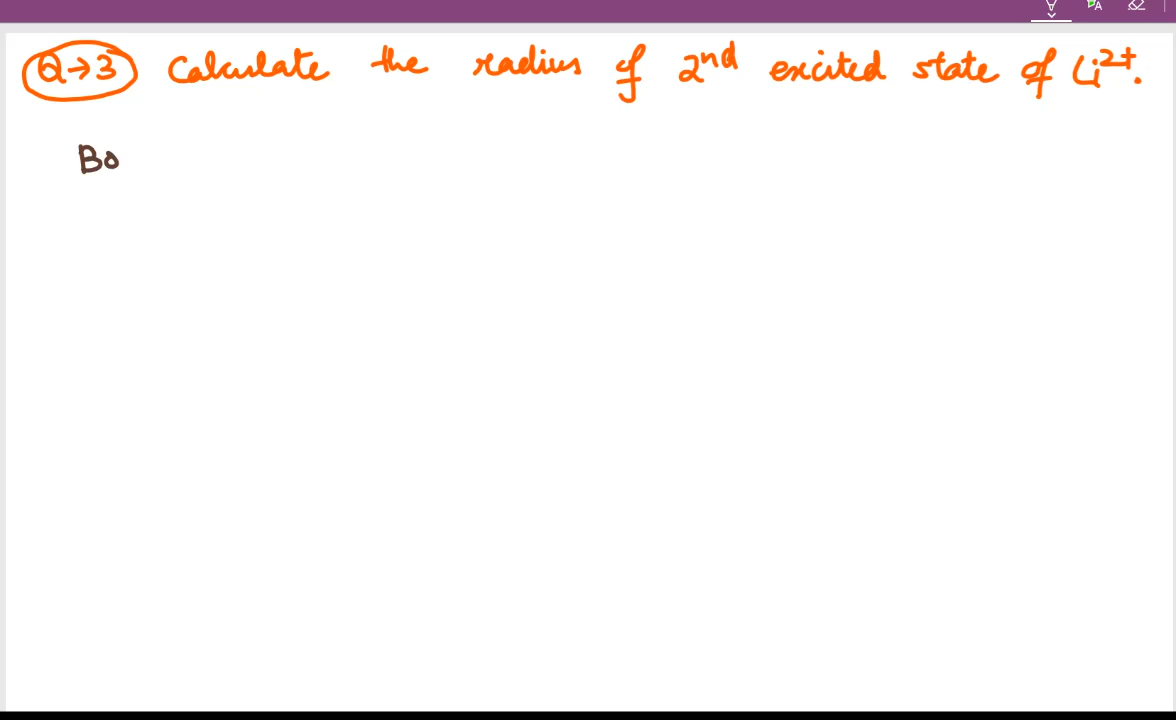 Q→3 Calculate the radius of 2nd excited state of Li²⁺.
Bo